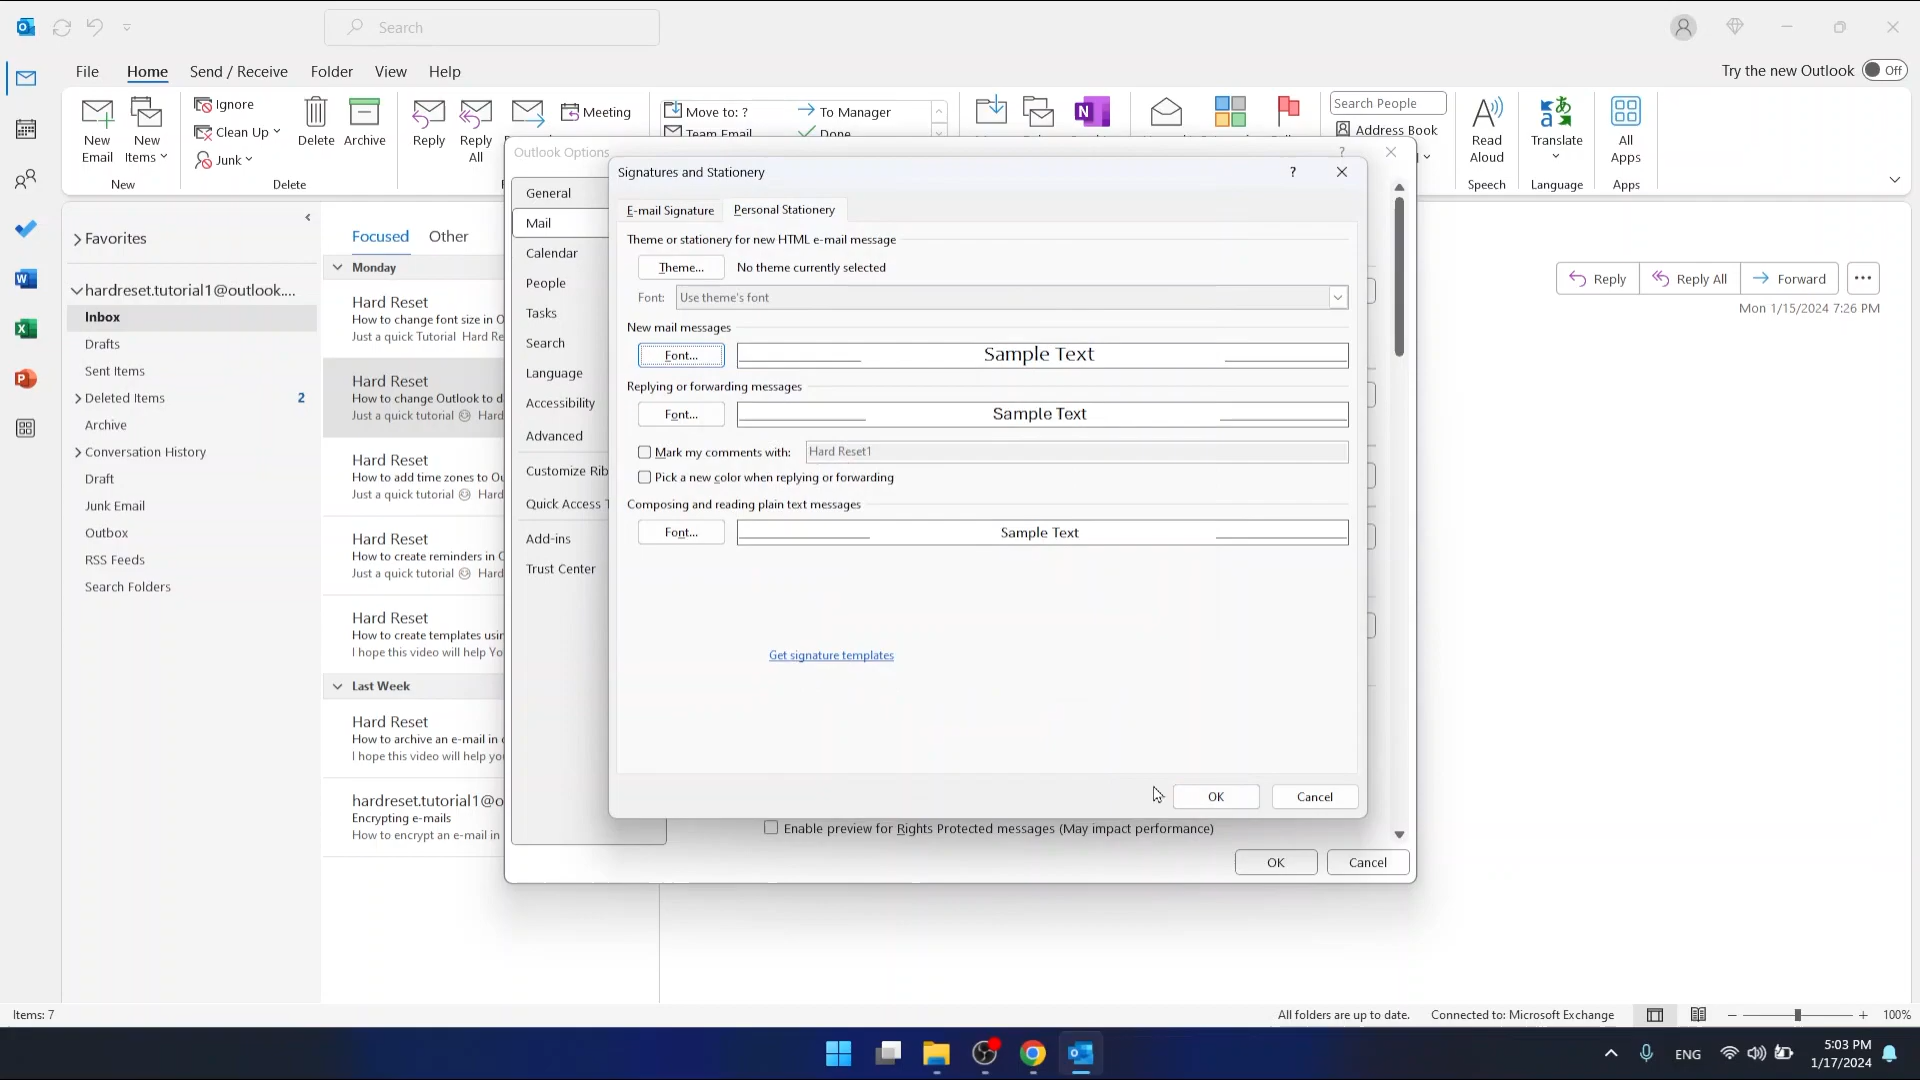 Search
File Home Send / Receive Folder View Help
Try the new Outlook Off
New Email
New Items
Ignore
Clean Up
Junk
Delete
Archive
Reply
Reply All
Meeting
Move to: ?
To Manager
Team Email
Done
Search People
Address Book
Read Aloud
Translate
All Apps
New
Delete
Speech
Language
Apps
Favorites
hardreset.tutorial1@outlook....
Inbox
Drafts
Sent Items
Deleted Items 2
Archive
Conversation History
Draft
Junk Email
Outbox
RSS Feeds
Search Folders
Focused Other
Monday
Hard Reset
How to change font size in O
Just a quick Tutorial Hard Re
Hard Reset
How to change Outlook to d
Just a quick tutorial ☺ Hard
Hard Reset
How to add time zones to Ou
Just a quick tutorial ☺ Hard
Hard Reset
How to create reminders in O
Just a quick tutorial ☺ Hard
Hard Reset
How to create templates usin
I hope this video will help Yo
Last Week
Hard Reset
How to archive an e-mail in o
I hope this video will help you
hardreset.tutorial1@o
Encrypting e-mails
How to encrypt an e-mail in
Outlook Options
General
Mail
Calendar
People
Tasks
Search
Language
Accessibility
Advanced
Customize Rib
Quick Access T
Add-ins
Trust Center
Signatures and Stationery
E-mail Signature Personal Stationery
Theme or stationery for new HTML e-mail message
Theme... No theme currently selected
Font: Use theme's font
New mail messages
Font... Sample Text
Replying or forwarding messages
Font... Sample Text
Mark my comments with: Hard Reset1
Pick a new color when replying or forwarding
Composing and reading plain text messages
Font... Sample Text
Get signature templates
OK Cancel
Enable preview for Rights Protected messages (May impact performance)
OK Cancel
Reply Reply All Forward
Mon 1/15/2024 7:26 PM
Items: 7
All folders are up to date. Connected to: Microsoft Exchange 100%
ENG
5:03 PM
1/17/2024